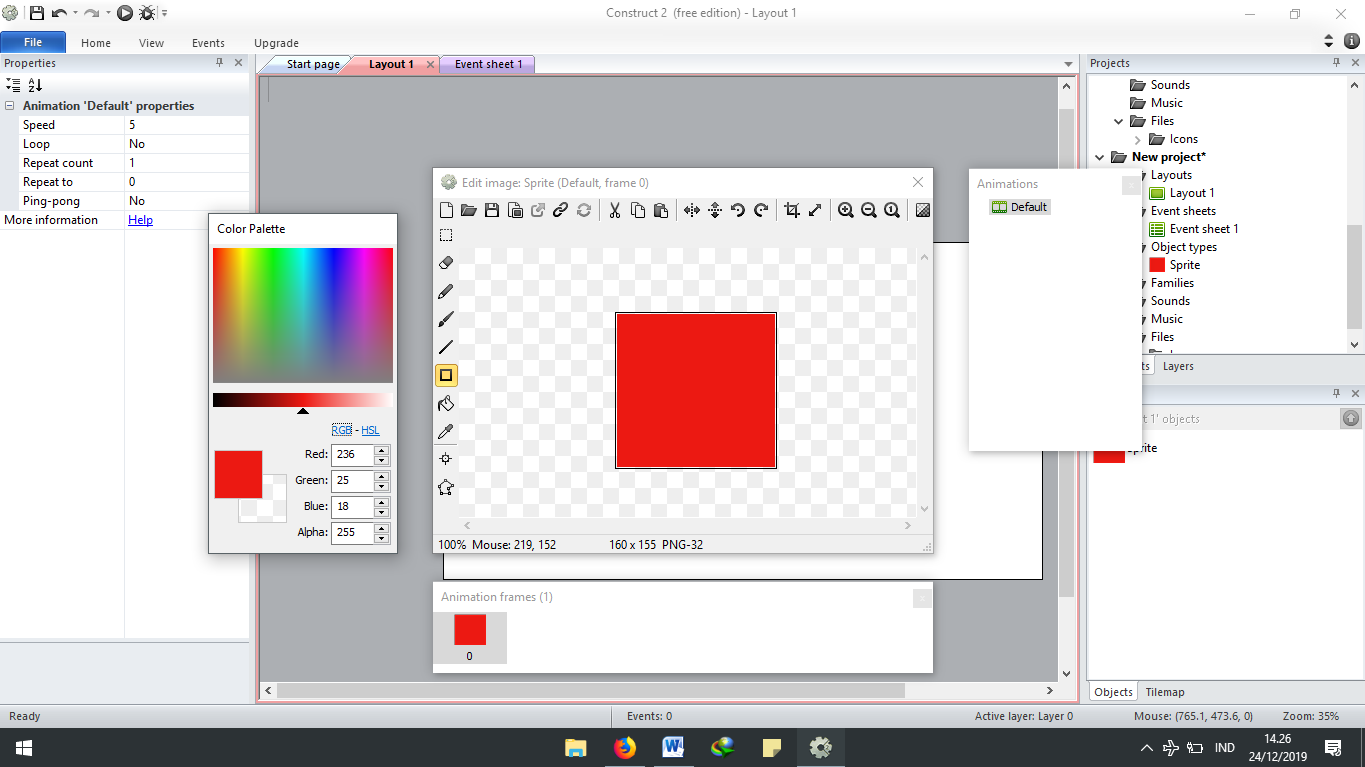 Construct 2 (free edition) - Layout 1
File Home View Events Upgrade
Properties
Animation 'Default' properties
Speed 5
Loop No
Repeat count 1
Repeat to 0
Ping-pong No
More information Help
Start page Layout 1 Event sheet 1
Color Palette
RGB - HSL
Red: 236
Green: 25
Blue: 18
Alpha: 255
Edit image: Sprite (Default, frame 0)
100% Mouse: 219, 152 160 x 155 PNG-32
Animation frames (1)
0
Animations
Default
Projects
Sounds
Music
Files
Icons
New project*
Layouts
Layout 1
Event sheets
Event sheet 1
Object types
Sprite
Families
Sounds
Music
Files
ts Layers
t 1' objects
prite
Objects Tilemap
Ready Events: 0 Active layer: Layer 0 Mouse: (765.1, 473.6, 0) Zoom: 35%
IND 14.26
24/12/2019